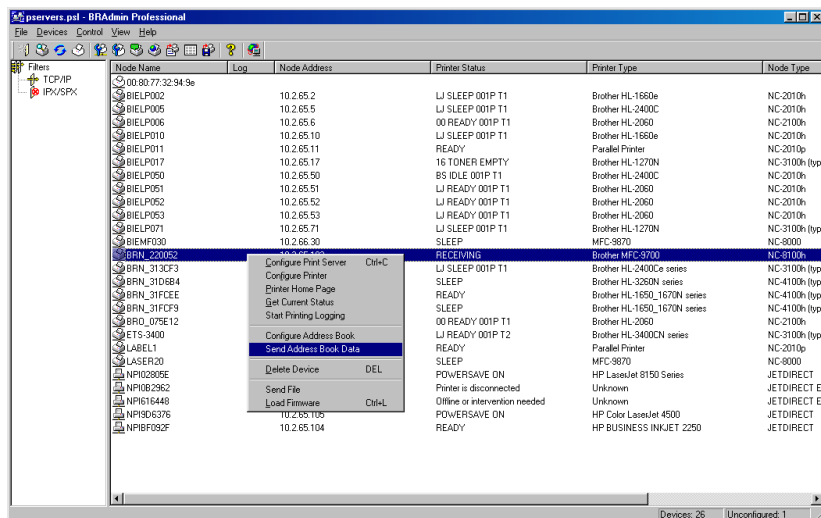 pservers.psl - BRAdmin Professional
File Devices Control View Help
Filters
TCP/IP
IPX/SPX
Node Name Log Node Address Printer Status Printer Type Node Type
00:80:77:32:94:9e
BIELP002 10.2.65.2 LJ SLEEP 001P T1 Brother HL-1660e NC-2010h
BIELP005 10.2.65.5 LJ SLEEP 001P T1 Brother HL-2400C NC-2010h
BIELP006 10.2.65.6 00 READY 001P T1 Brother HL-2060 NC-2100h
BIELP010 10.2.65.10 LJ SLEEP 001P T1 Brother HL-1660e NC-2010h
BIELP011 10.2.65.11 READY Parallel Printer NC-2010p
BIELP017 10.2.65.17 16 TONER EMPTY Brother HL-1270N NC-3100h (typ
BIELP050 10.2.65.50 BS IDLE 001P T1 Brother HL-2400C NC-2010h
BIELP051 10.2.65.51 LJ READY 001P T1 Brother HL-2060 NC-2010h
BIELP052 10.2.65.52 LJ READY 001P T1 Brother HL-2060 NC-2010h
BIELP053 10.2.65.53 LJ READY 001P T1 Brother HL-2060 NC-2010h
BIELP071 10.2.65.71 LJ SLEEP 001P T1 Brother HL-1270N NC-3100h (typ
BIEMF030 10.2.66.30 SLEEP MFC-9870 NC-8000
BRN_220052 RECEIVING Brother MFC-9700 NC-8100h
BRN_313CF3 LJ SLEEP 001P T1 Brother HL-2400Ce series NC-3100h (typ
BRN_31D6B4 SLEEP Brother HL-3260N series NC-4100h (typ
BRN_31FCEE READY Brother HL-1650_1670N series NC-4100h (typ
BRN_31FCF9 SLEEP Brother HL-1650_1670N series NC-4100h (typ
BRO_075E12 00 READY 001P T1 Brother HL-2060 NC-2100h
ETS-3400 LJ READY 001P T2 Brother HL-3400CN series NC-3100h (typ
LABEL1 READY Parallel Printer NC-2010p
LASER20 SLEEP MFC-9870 NC-8000
NPI02805E POWERSAVE ON HP LaserJet 8150 Series JETDIRECT
NPI0B2962 Printer is disconnected Unknown JETDIRECT E
NPI616448 Offline or intervention needed Unknown JETDIRECT E
NPI9D6376 10.2.65.105 POWERSAVE ON HP Color LaserJet 4500 JETDIRECT
NPIBF092F 10.2.65.104 READY HP BUSINESS INKJET 2250 JETDIRECT
Configure Print Server Ctrl+C
Configure Printer
Printer Home Page
Get Current Status
Start Printing Logging
Configure Address Book
Send Address Book Data
Delete Device DEL
Send File
Load Firmware Ctrl+L
Devices: 26 Unconfigured: 1